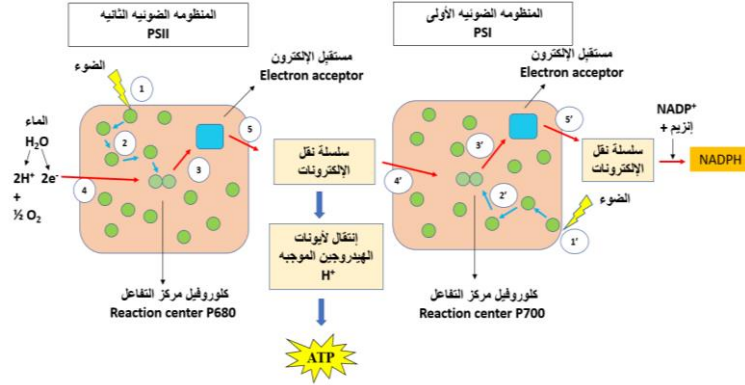 المنظومه الضوئيه الثانيه
PSII
المنظومه الضوئيه الأولى
PSI
الضوء
1
مستقبل الإلكترون
Electron acceptor
مستقبل الإلكترون
Electron acceptor
الماء
H₂O
2H⁺ 2e⁻
+
½ O₂
2
3
4
5
سلسلة نقل
الإلكترونات
4'
3'
2'
5'
1'
الضوء
سلسلة نقل
الإلكترونات
NADP⁺
+ إنزيم
NADPH
إنتقال لأيونات
الهيدروجين الموجبه
H⁺
ATP
كلوروفيل مركز التفاعل
Reaction center P680
كلوروفيل مركز التفاعل
Reaction center P700